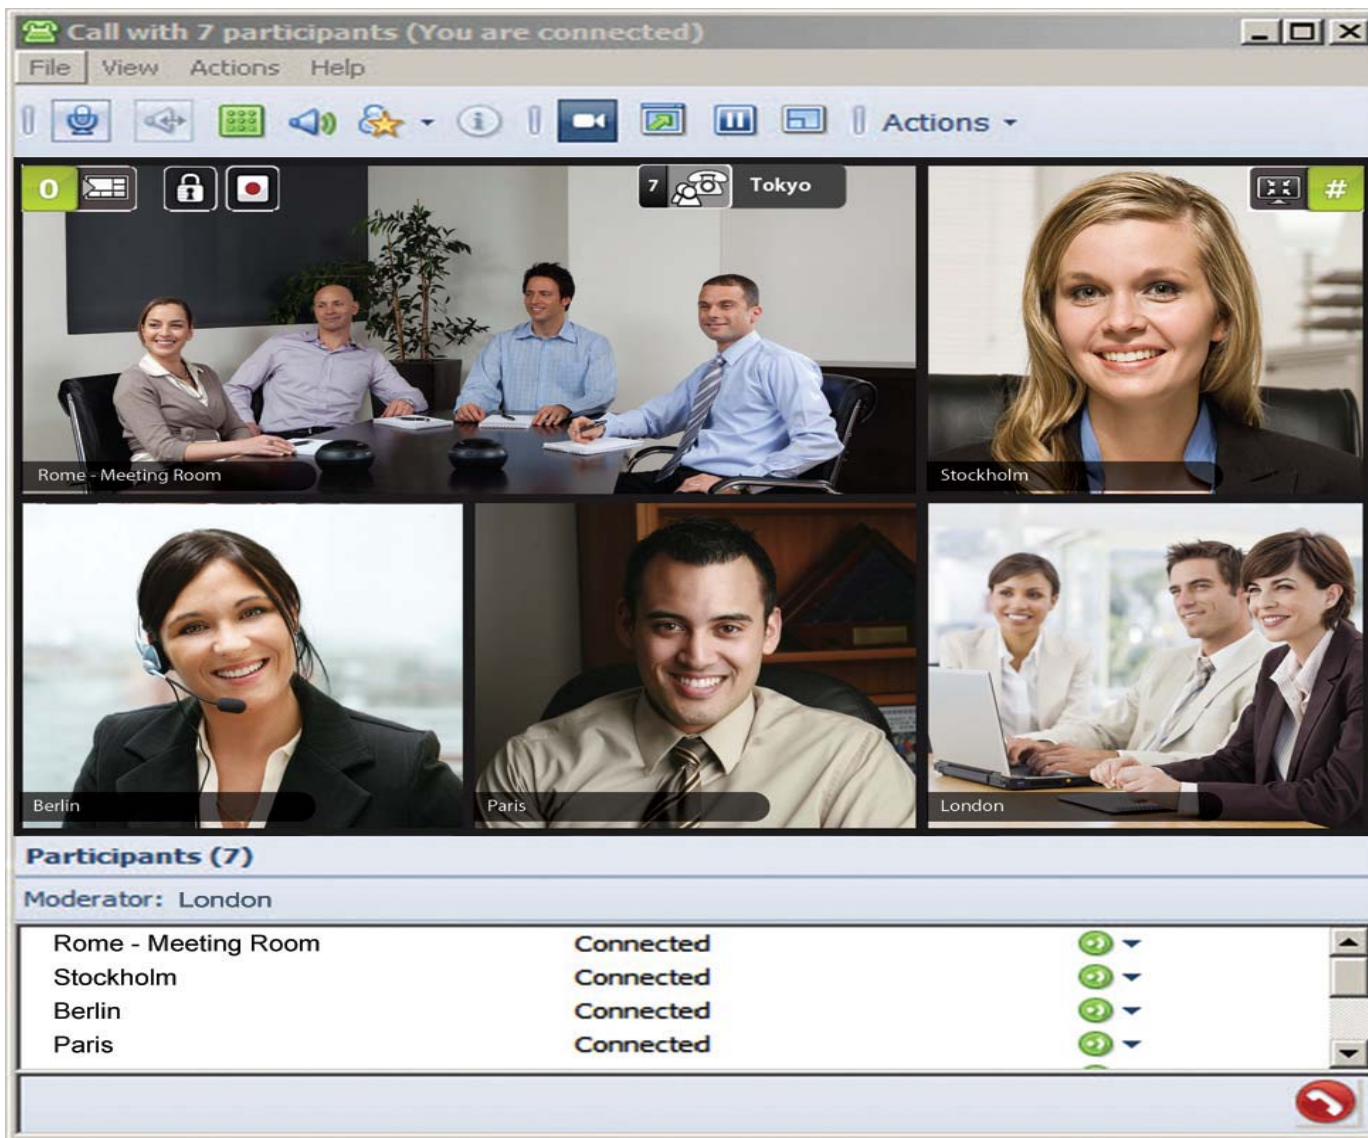 Call with 7 participants (You are connected)
File View Actions Help
Actions
0
7 Tokyo
#
Rome - Meeting Room
Stockholm
Berlin
Paris
London
Participants (7)
Moderator: London
Rome - Meeting Room Connected
Stockholm Connected
Berlin Connected
Paris Connected